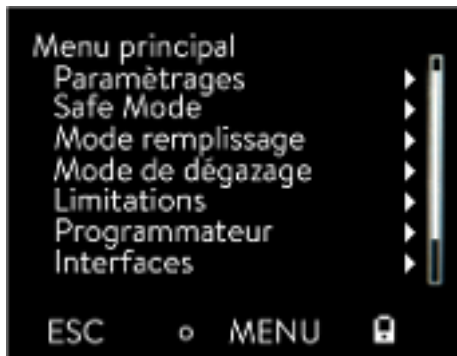 Menu principal
Paramètrages
Safe Mode
Mode remplissage
Mode de dégazage
Limitations
Programmateur
Interfaces
ESC MENU